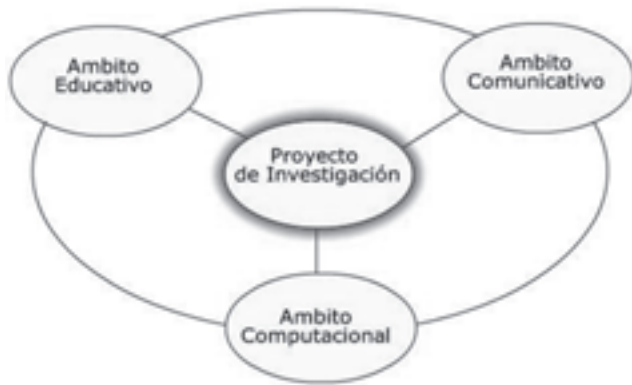 Ambito
Educativo
Ambito
Comunicativo
Proyecto
de Investigación
Ambito
Computacional